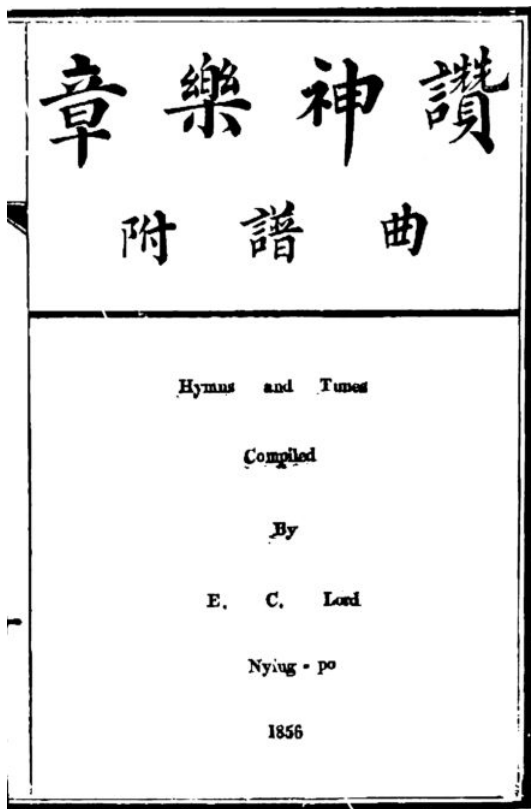 讚神樂章
曲譜附
Hymns and Tunes
Compiled
By
E. C. Lord
Nying - po
1856